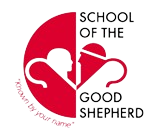 SCHOOL
OF THE
GOOD
SHEPHERD
"known by your name"